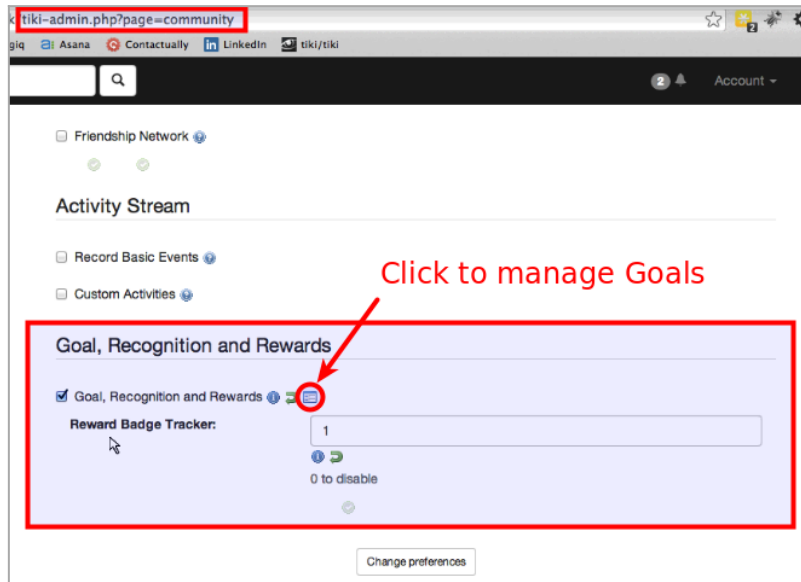 tiki-admin.php?page=community
2
giq Asana Contactually LinkedIn tiki/tiki
2 Account
Friendship Network
Activity Stream
Record Basic Events
Click to manage Goals
Custom Activities
Goal, Recognition and Rewards
Goal, Recognition and Rewards
Reward Badge Tracker:
1
0 to disable
Change preferences